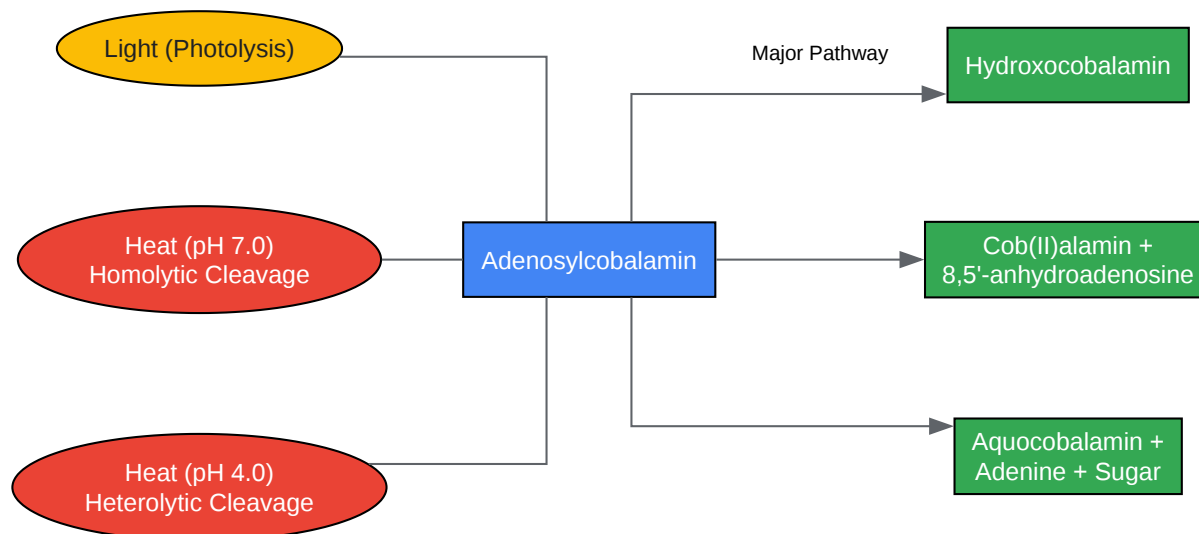 Light (Photolysis)
Major Pathway
Hydroxocobalamin
Heat (pH 7.0)
Homolytic Cleavage
Adenosylcobalamin
Cob(II)alamin +
8,5'-anhydroadenosine
Heat (pH 4.0)
Heterolytic Cleavage
Aquocobalamin +
Adenine + Sugar